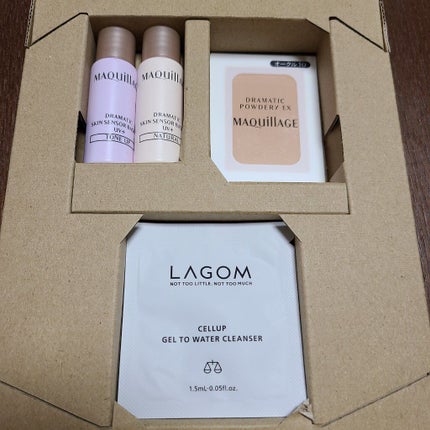 MAQUILLAGE
DRAMATIC
SKIN SENSOR BASE
UV+
TONE UP
MAQUILLAGE
DRAMATIC
SKIN SENSOR BASE
UV+
NATURAL
オークル10
DRAMATIC
POWDERY EX
MAQUILLAGE
LAGOM
NOT TOO LITTLE, NOT TOO MUCH
CELLUP
GEL TO WATER CLEANSER
1.5mL·0.05fl.oz.